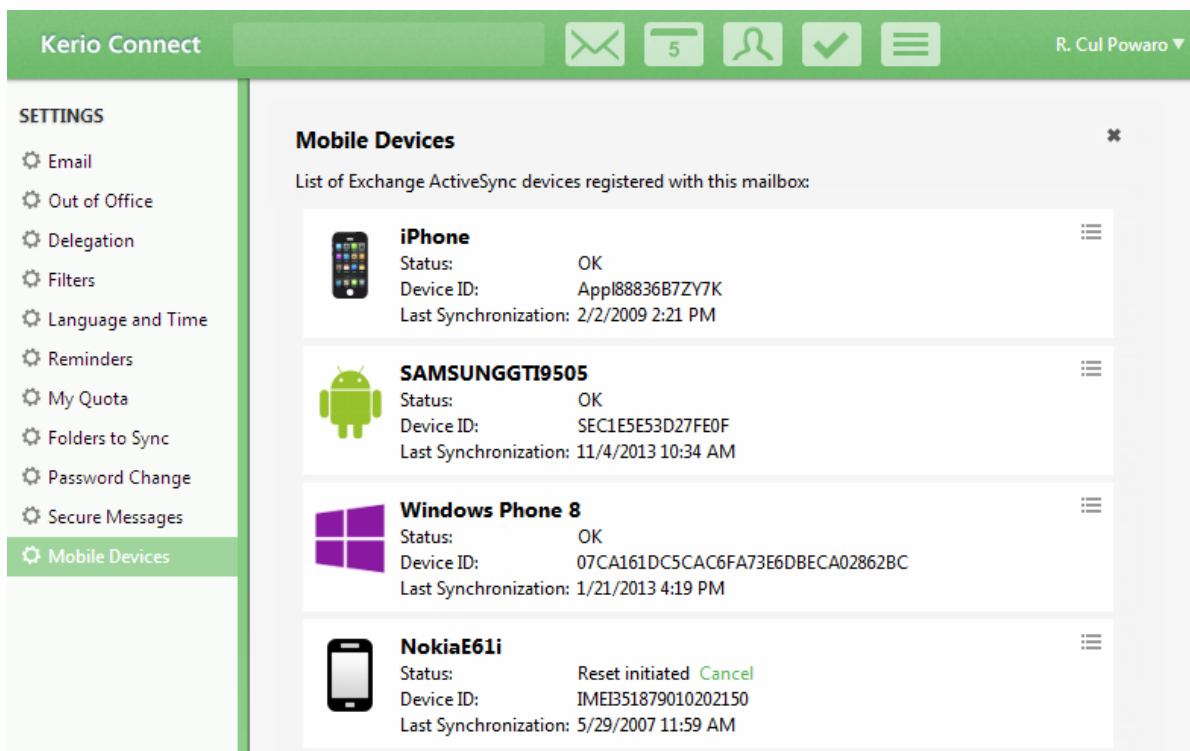 Kerio Connect
5
R. Cul Powaro
SETTINGS
Email
Out of Office
Delegation
Filters
Language and Time
Reminders
My Quota
Folders to Sync
Password Change
Secure Messages
Mobile Devices
Mobile Devices
List of Exchange ActiveSync devices registered with this mailbox:
iPhone
Status: OK
Device ID: Appl88836B7ZY7K
Last Synchronization: 2/2/2009 2:21 PM
SAMSUNGGTI9505
Status: OK
Device ID: SEC1E5E53D27FE0F
Last Synchronization: 11/4/2013 10:34 AM
Windows Phone 8
Status: OK
Device ID: 07CA161DC5CAC6FA73E6DBECA02862BC
Last Synchronization: 1/21/2013 4:19 PM
NokiaE61i
Status: Reset initiated Cancel
Device ID: IMEI351879010202150
Last Synchronization: 5/29/2007 11:59 AM